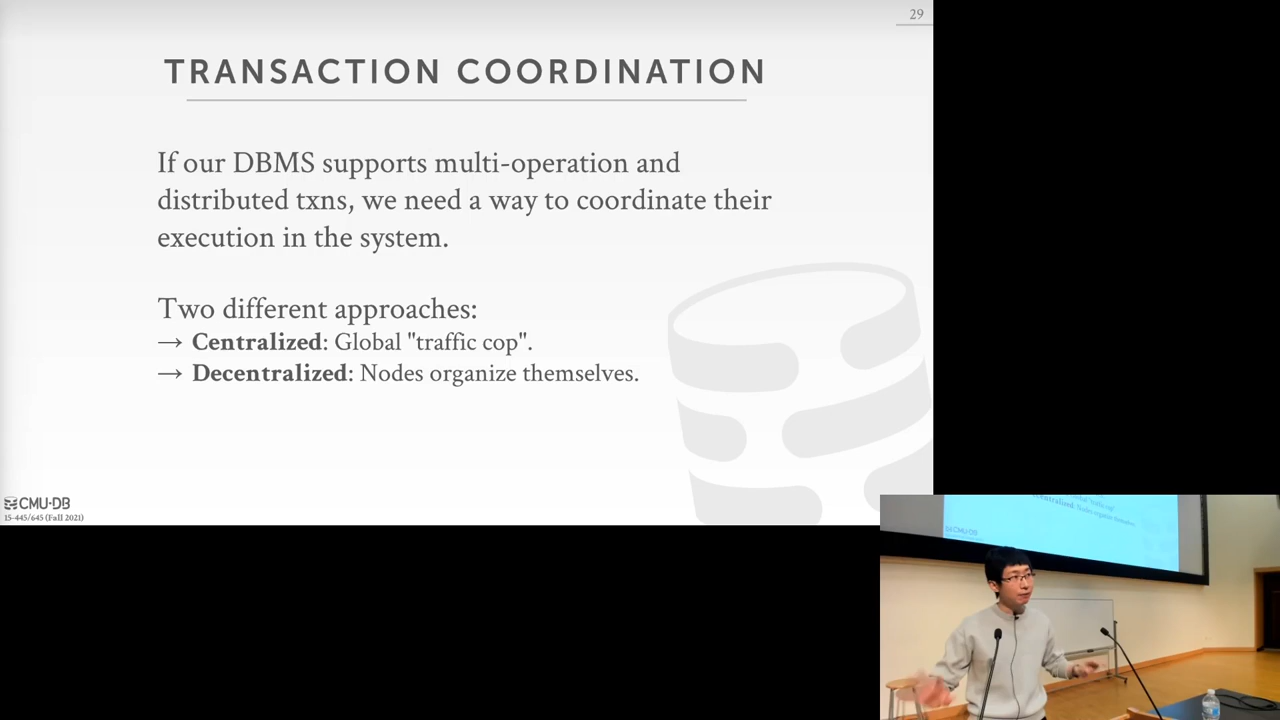 29
TRANSACTION COORDINATION
If our DBMS supports multi-operation and
distributed txns, we need a way to coordinate their
execution in the system.
Two different approaches:
→ Centralized: Global "traffic cop".
→ Decentralized: Nodes organize themselves.
CMU·DB
15-445/645 (Fall 2021)